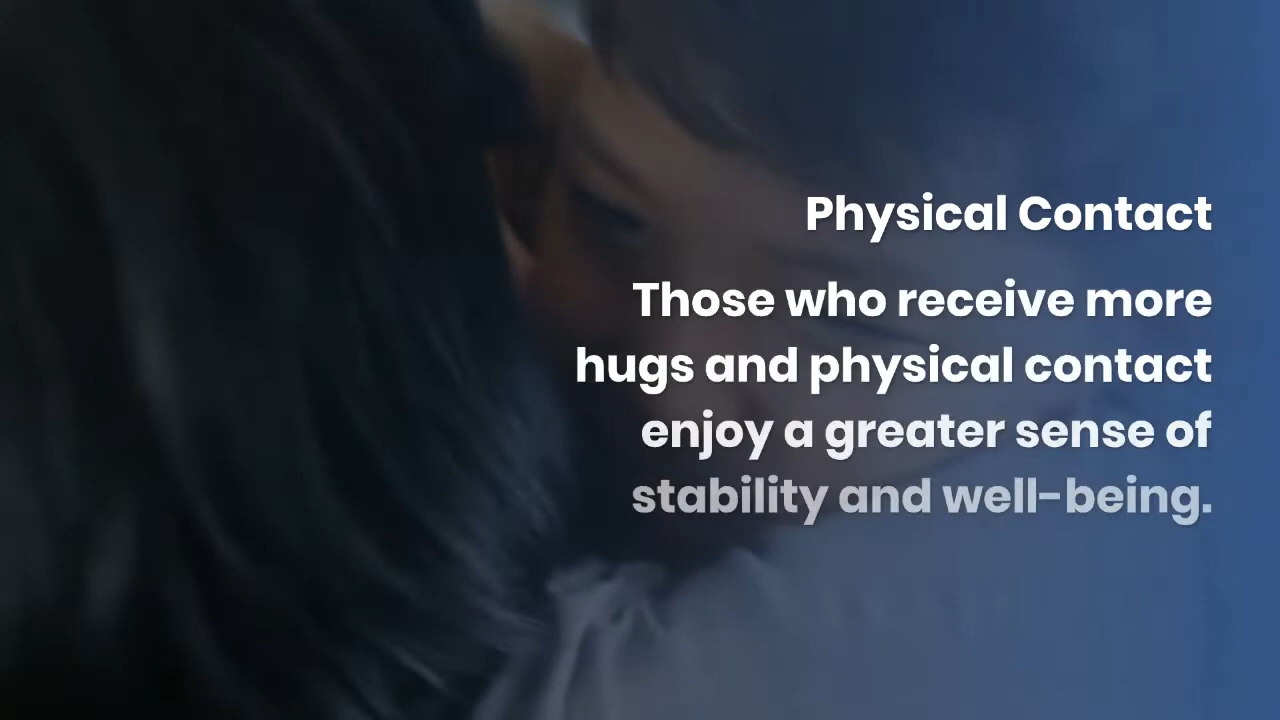 Physical Contact
Those who receive more
hugs and physical contact
enjoy a greater sense of
stability and well-being.